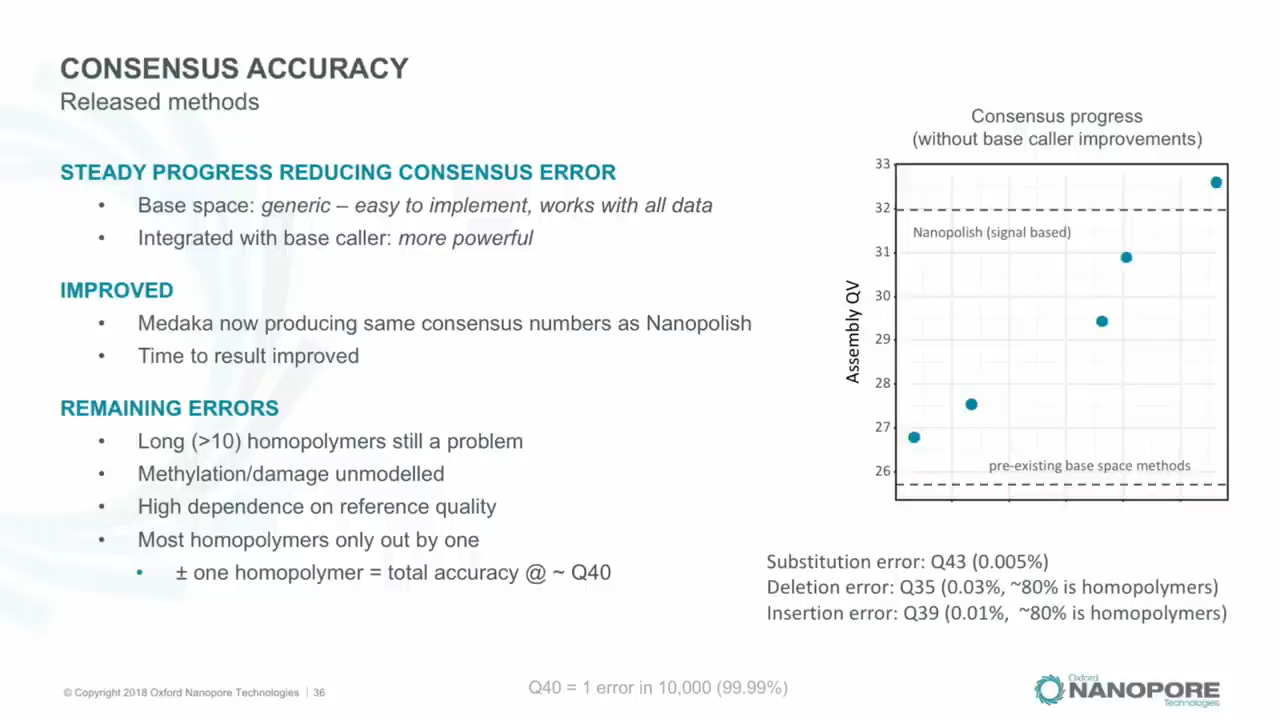 CONSENSUS ACCURACY
Released methods
STEADY PROGRESS REDUCING CONSENSUS ERROR
• Base space: generic – easy to implement, works with all data
• Integrated with base caller: more powerful
IMPROVED
• Medaka now producing same consensus numbers as Nanopolish
• Time to result improved
REMAINING ERRORS
• Long (>10) homopolymers still a problem
• Methylation/damage unmodelled
• High dependence on reference quality
• Most homopolymers only out by one
• ± one homopolymer = total accuracy @ ~ Q40
Consensus progress
(without base caller improvements)
Assembly QV
33
32
31
30
29
28
27
26
Nanopolish (signal based)
pre-existing base space methods
Substitution error: Q43 (0.005%)
Deletion error: Q35 (0.03%, ~80% is homopolymers)
Insertion error: Q39 (0.01%, ~80% is homopolymers)
© Copyright 2018 Oxford Nanopore Technologies | 36
Q40 = 1 error in 10,000 (99.99%)
Oxford
NANOPORE
Technologies